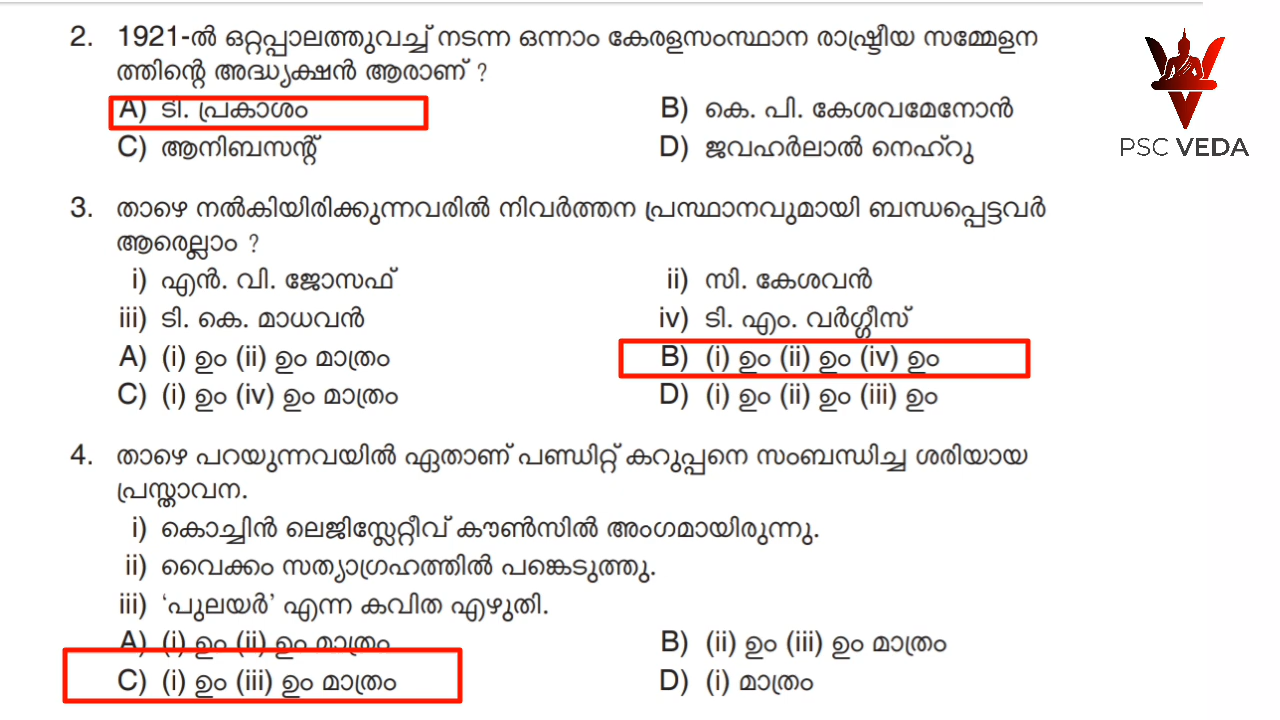 2. 1921-ൽ ഒറ്റപ്പാലത്തുവച്ച് നടന്ന ഒന്നാം കേരളസംസ്ഥാന രാഷ്ട്രീയ സമ്മേളന
ത്തിന്റെ അദ്ധ്യക്ഷൻ ആരാണ് ?
A) ടി. പ്രകാശം B) കെ. പി. കേശവമേനോൻ
C) ആനിബസന്റ് D) ജവഹർലാൽ നെഹ്റു
3. താഴെ നൽകിയിരിക്കുന്നവരിൽ നിവർത്തന പ്രസ്ഥാനവുമായി ബന്ധപ്പെട്ടവർ
ആരെല്ലാം ?
i) എൻ. വി. ജോസഫ് ii) സി. കേശവൻ
iii) ടി. കെ. മാധവൻ iv) ടി. എം. വർഗ്ഗീസ്
A) (i) ഉം (ii) ഉം മാത്രം B) (i) ഉം (ii) ഉം (iv) ഉം
C) (i) ഉം (iv) ഉം മാത്രം D) (i) ഉം (ii) ഉം (iii) ഉം
4. താഴെ പറയുന്നവയിൽ ഏതാണ് പണ്ഡിറ്റ് കറുപ്പനെ സംബന്ധിച്ച ശരിയായ
പ്രസ്താവന.
i) കൊച്ചിൻ ലെജിസ്ലേറ്റീവ് കൗൺസിൽ അംഗമായിരുന്നു.
ii) വൈക്കം സത്യാഗ്രഹത്തിൽ പങ്കെടുത്തു.
iii) ‘പുലയർ’ എന്ന കവിത എഴുതി.
A) (i) ഉം (ii) ഉം മാത്രം B) (ii) ഉം (iii) ഉം മാത്രം
C) (i) ഉം (iii) ഉം മാത്രം D) (i) മാത്രം
PSC VEDA